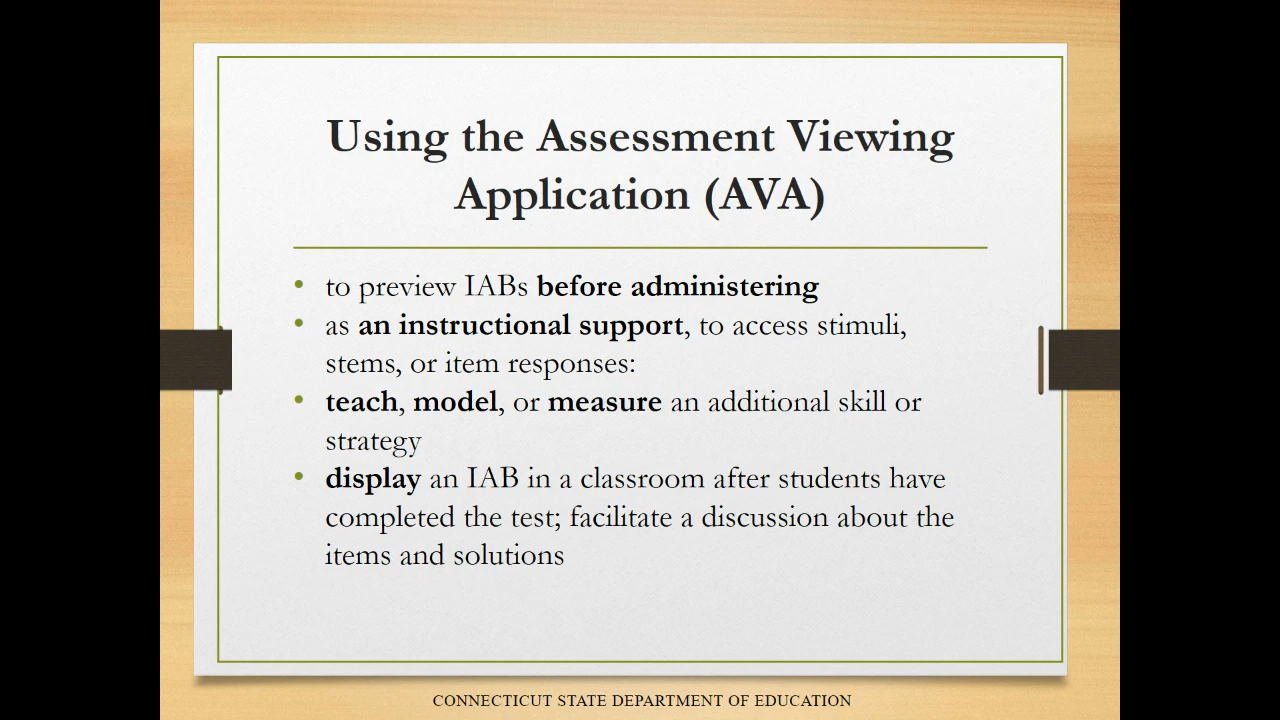 Using the Assessment Viewing
Application (AVA)
• to preview IABs before administering
• as an instructional support, to access stimuli,
stems, or item responses:
• teach, model, or measure an additional skill or
strategy
• display an IAB in a classroom after students have
completed the test; facilitate a discussion about the
items and solutions
CONNECTICUT STATE DEPARTMENT OF EDUCATION